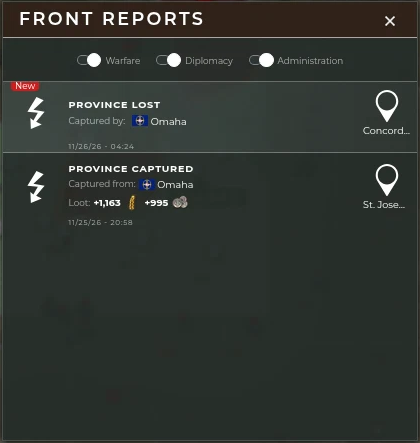 FRONT REPORTS
Warfare
Diplomacy
Administration
New
PROVINCE LOST
Captured by: Omaha
Concord...
11/26/26 - 04:24
PROVINCE CAPTURED
Captured from: Omaha
Loot: +1,163 +995
St. Jose...
11/25/26 - 20:58